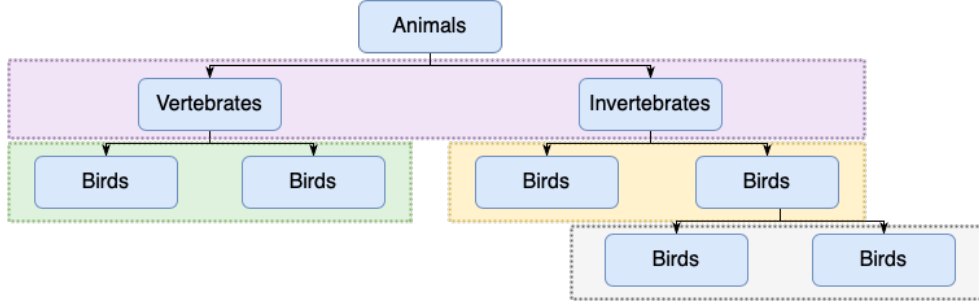 Animals
Vertebrates
Invertebrates
Birds
Birds
Birds
Birds
Birds
Birds